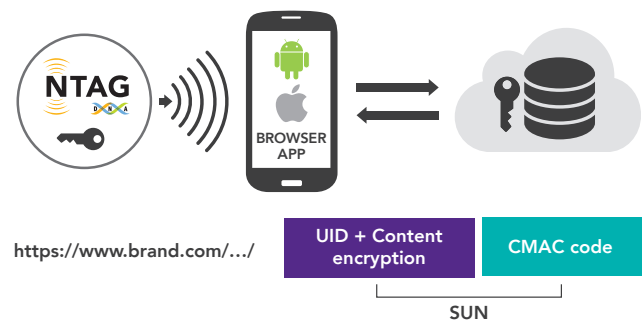 NTAG
DNA
BROWSER
APP
https://www.brand.com/.../
UID + Content
encryption
CMAC code
SUN